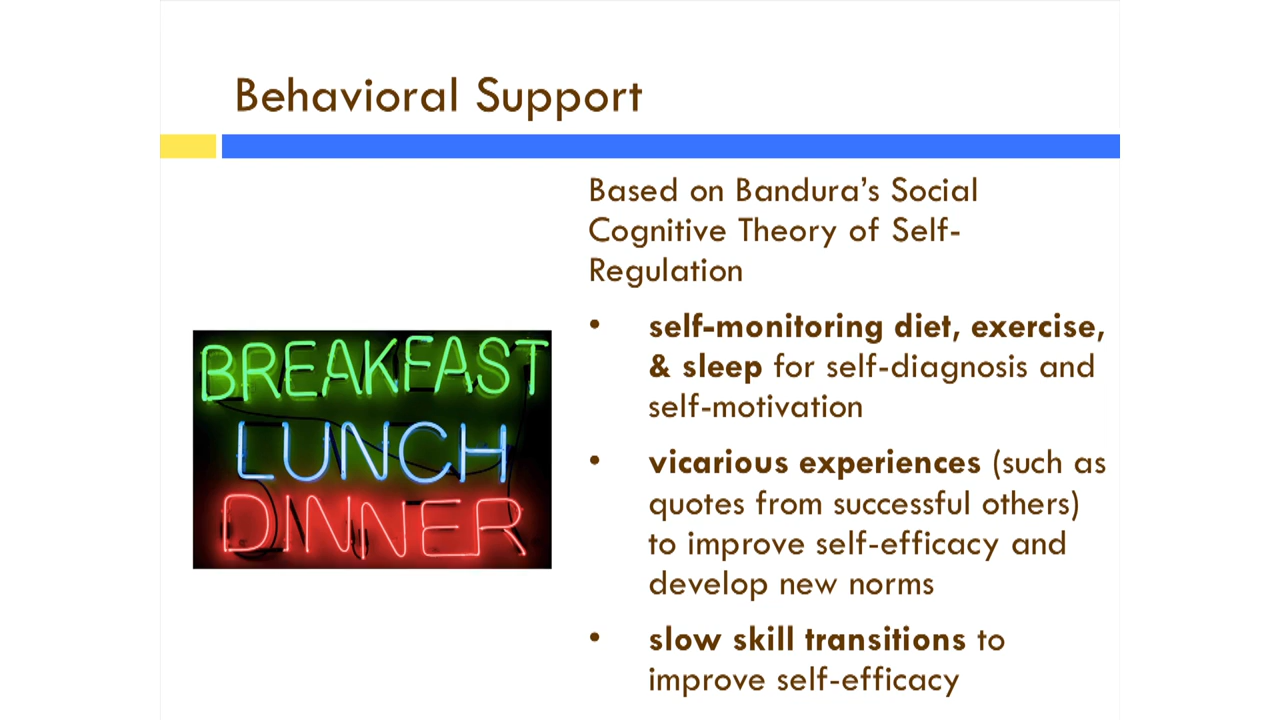 Behavioral Support
Based on Bandura’s Social
Cognitive Theory of Self-
Regulation
• self-monitoring diet, exercise,
& sleep for self-diagnosis and
self-motivation
• vicarious experiences (such as
quotes from successful others)
to improve self-efficacy and
develop new norms
• slow skill transitions to
improve self-efficacy
BREAKFAST
LUNCH
DINNER